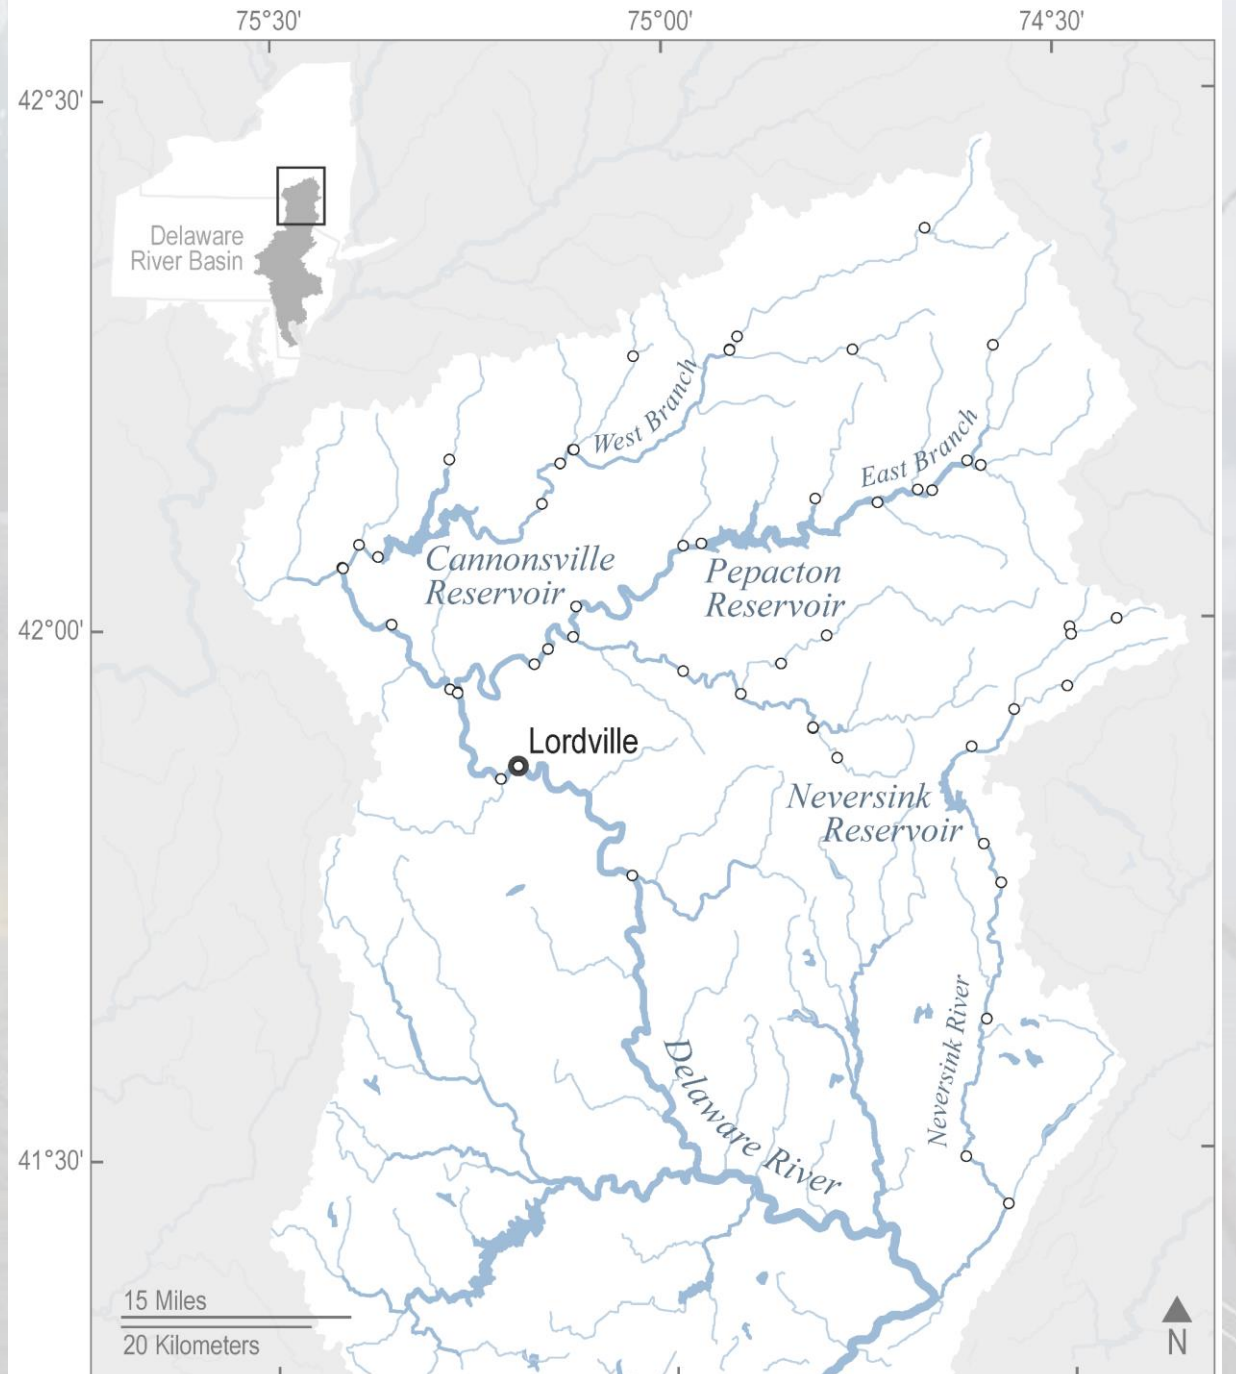 75°30'
75°00'
74°30'
42°30'
Delaware
River Basin
West Branch
East Branch
Cannonsville
Reservoir
Pepacton
Reservoir
42°00'
Lordville
Neversink
Reservoir
Neversink River
Delaware River
41°30'
15 Miles
20 Kilometers
N